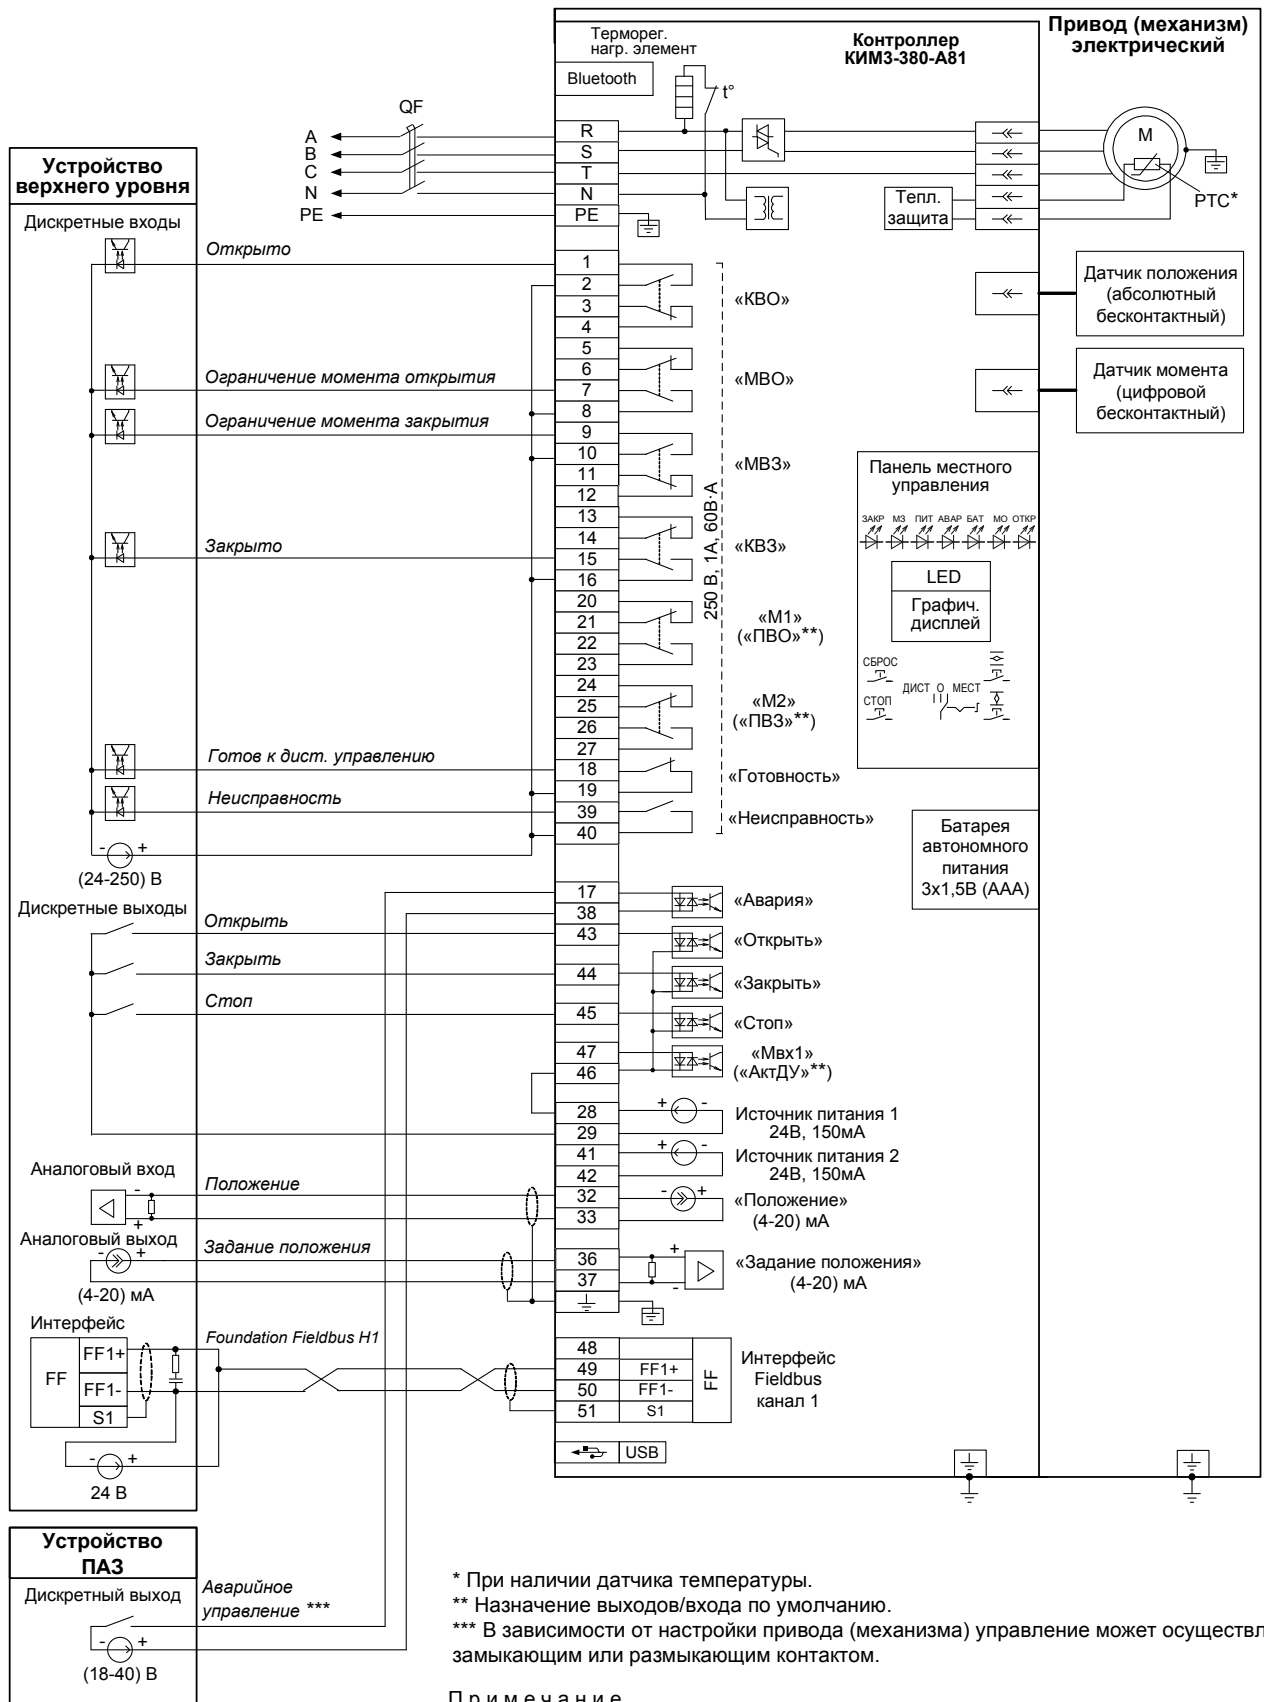 Привод (механизм)
электрический
Контроллер
КИМ3-380-А81
Терморег.
нагр. элемент
Bluetooth
t°
QF
A
B
C
N
PE
R
S
T
N
PE
M
PTC*
Тепл.
защита
Устройство
верхнего уровня
Дискретные входы
Открыто
Ограничение момента открытия
Ограничение момента закрытия
Закрыто
Готов к дист. управлению
Неисправность
- +
(24-250) В
1
2
3
4
«КВО»
5
6
7
8
«МВО»
9
10
11
12
«МВЗ»
13
14
15
16
«КВЗ»
20
21
22
23
«М1»
(«ПВО»**)
24
25
26
27
«М2»
(«ПВЗ»**)
18
19
«Готовность»
39
40
«Неисправность»
250 В, 1А, 60В·А
Датчик положения
(абсолютный
бесконтактный)
Датчик момента
(цифровой
бесконтактный)
Панель местного
управления
ЗАКР МЗ ПИТ АВАР БАТ МО ОТКР
LED
Графич.
дисплей
СБРОС
СТОП
ДИСТ О МЕСТ
Батарея
автономного
питания
3x1,5В (ААА)
Дискретные выходы
Открыть
Закрыть
Стоп
17
38
«Авария»
43
«Открыть»
44
«Закрыть»
45
«Стоп»
47
46
«Мвх1»
(«АктДУ»**)
28
29
+ -
Источник питания 1
24В, 150мА
41
42
+ -
Источник питания 2
24В, 150мА
Аналоговый вход
-
+
Положение
32
33
- +
«Положение»
(4-20) мА
Аналоговый выход
- +
(4-20) мА
Задание положения
36
37
+
-
«Задание положения»
(4-20) мА
Интерфейс
FF
FF1+
FF1-
S1
- +
24 В
Foundation Fieldbus H1
48
49 FF1+
50 FF1-
51 S1
FF
Интерфейс
Fieldbus
канал 1
USB
Устройство
ПАЗ
Дискретный выход
- +
(18-40) В
Аварийное
управление ***
* При наличии датчика температуры.
** Назначение выходов/входа по умолчанию.
*** В зависимости от настройки привода (механизма) управление может осуществл
замыкающим или размыкающим контактом.
П р и м е ч а н и е